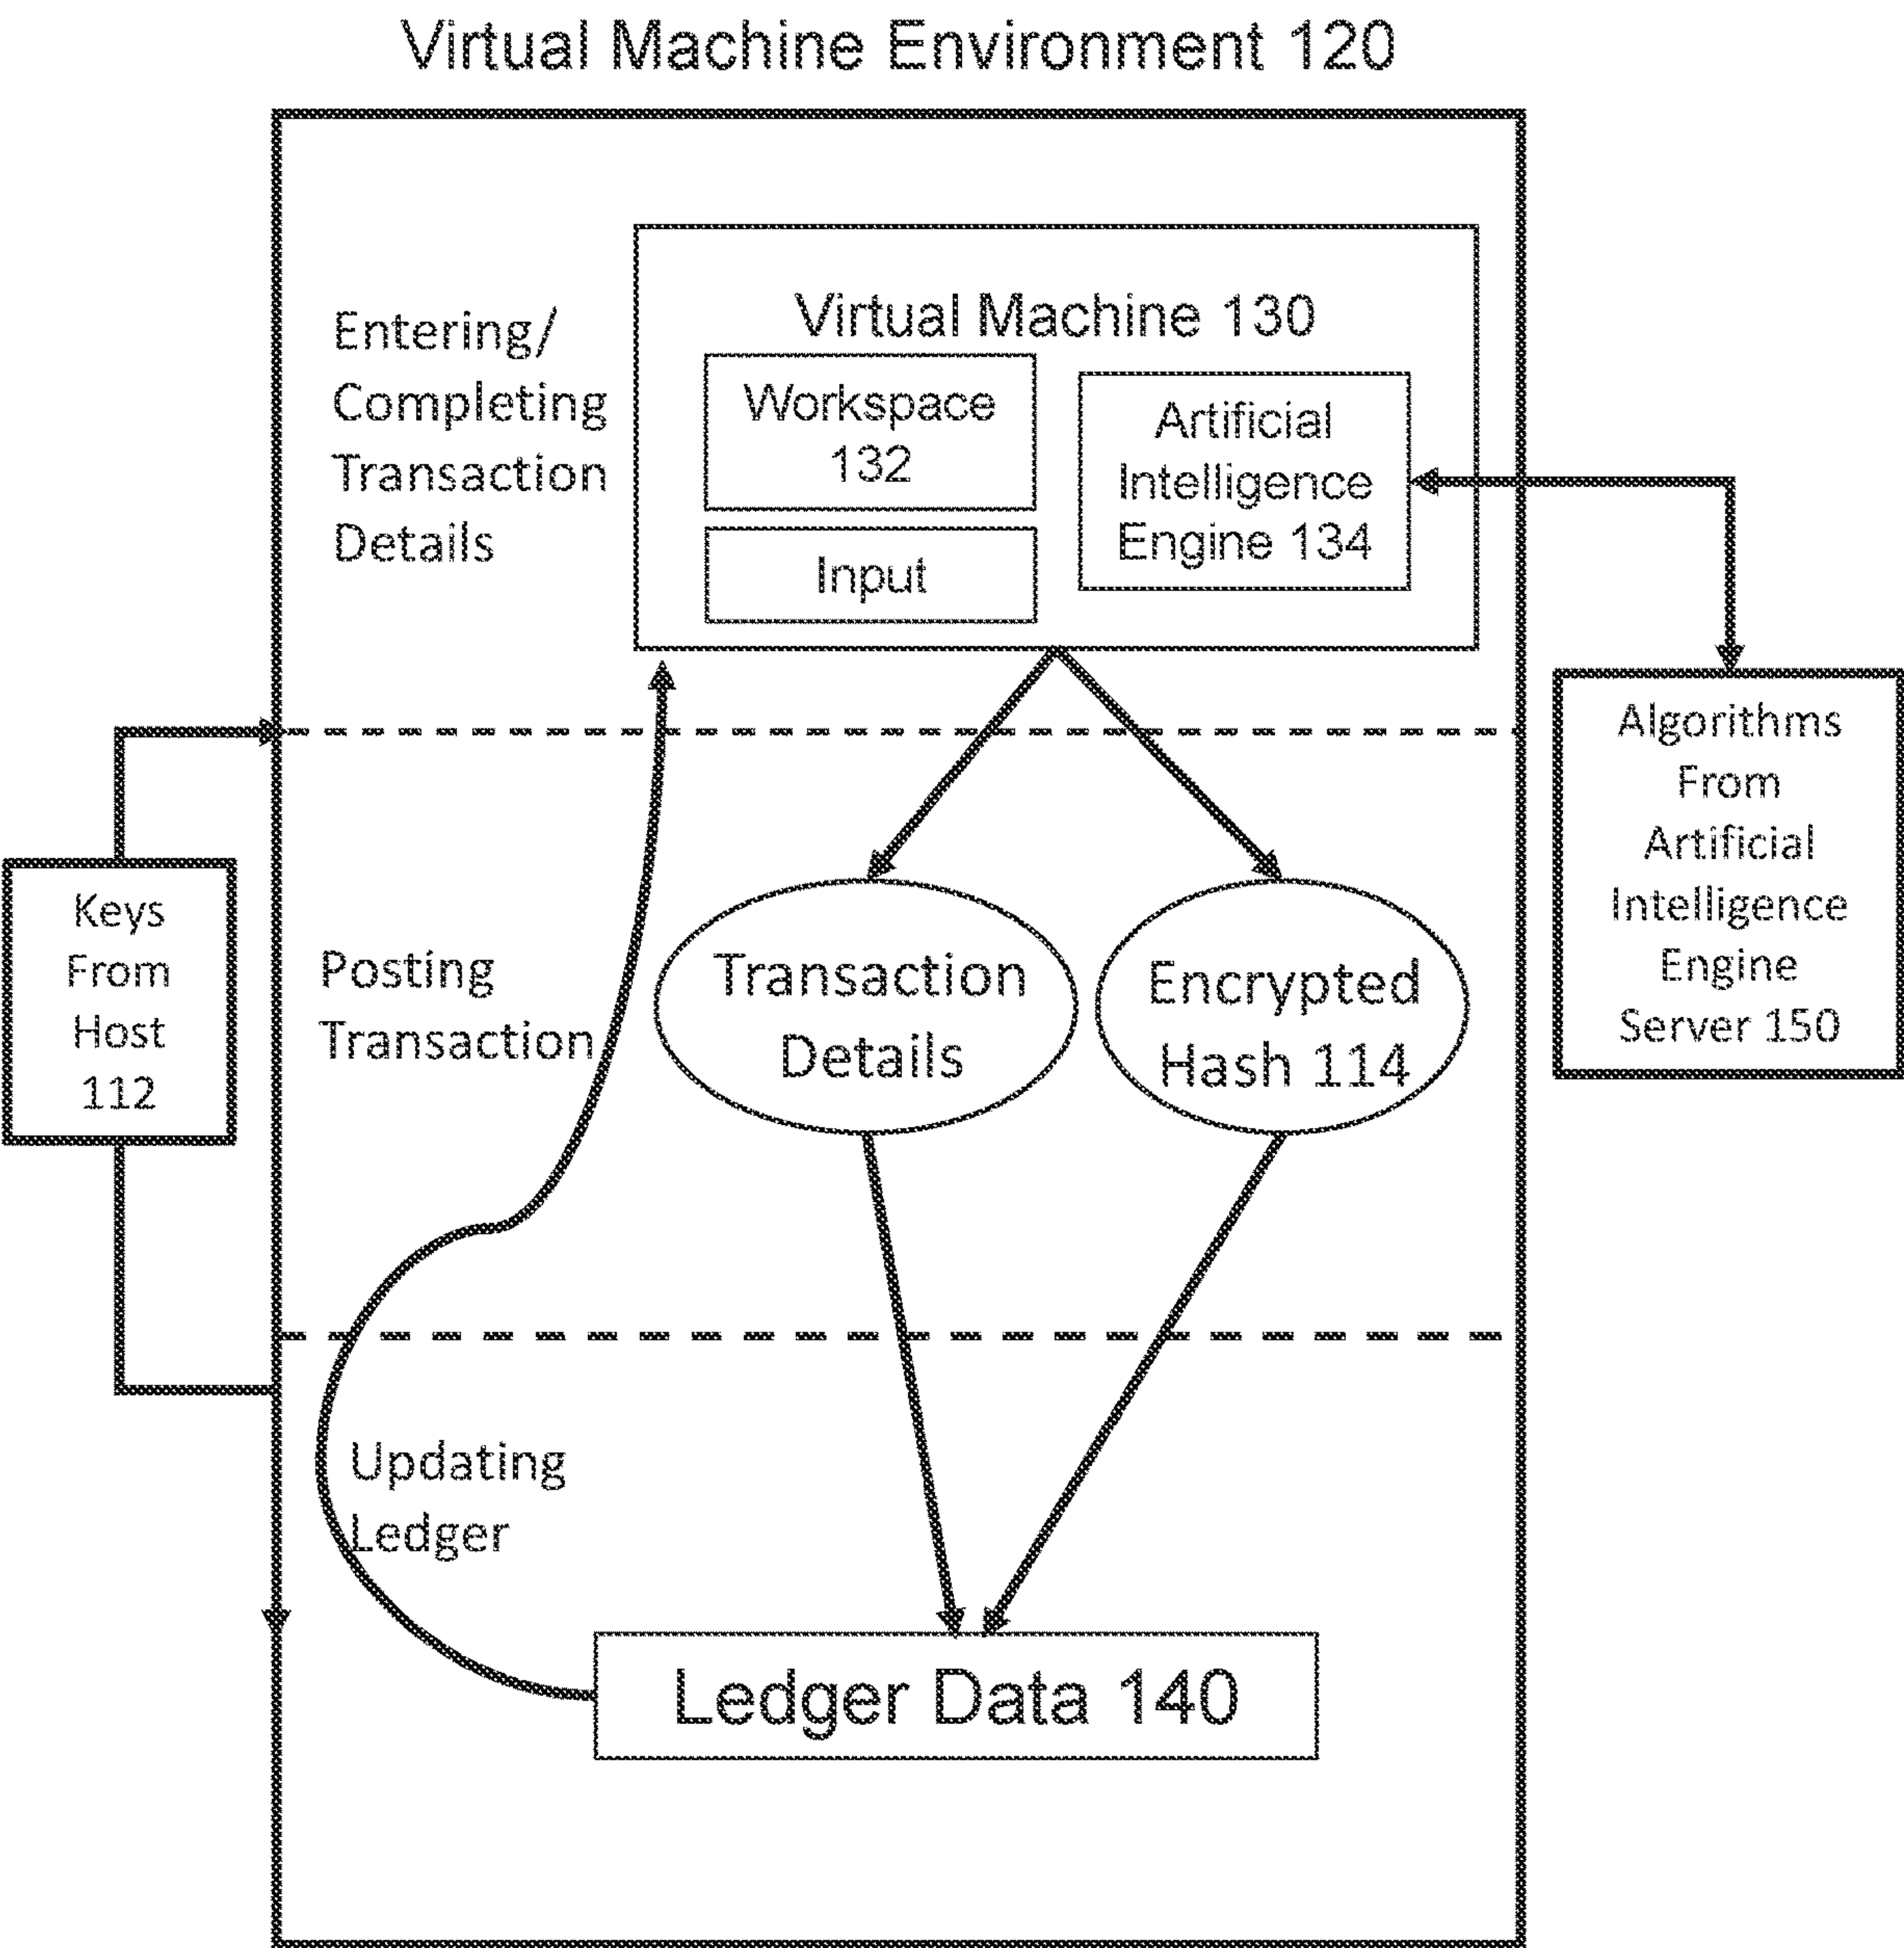 Virtual Machine Environment 120
Entering/
Completing
Transaction
Details
Virtual Machine 130
Workspace
132
Input
Artificial
Intelligence
Engine 134
Algorithms
From
Artificial
Intelligence
Engine
Server 150
Keys
From
Host
112
Posting
Transaction
Transaction
Details
Encrypted
Hash 114
Updating
Ledger
Ledger Data 140